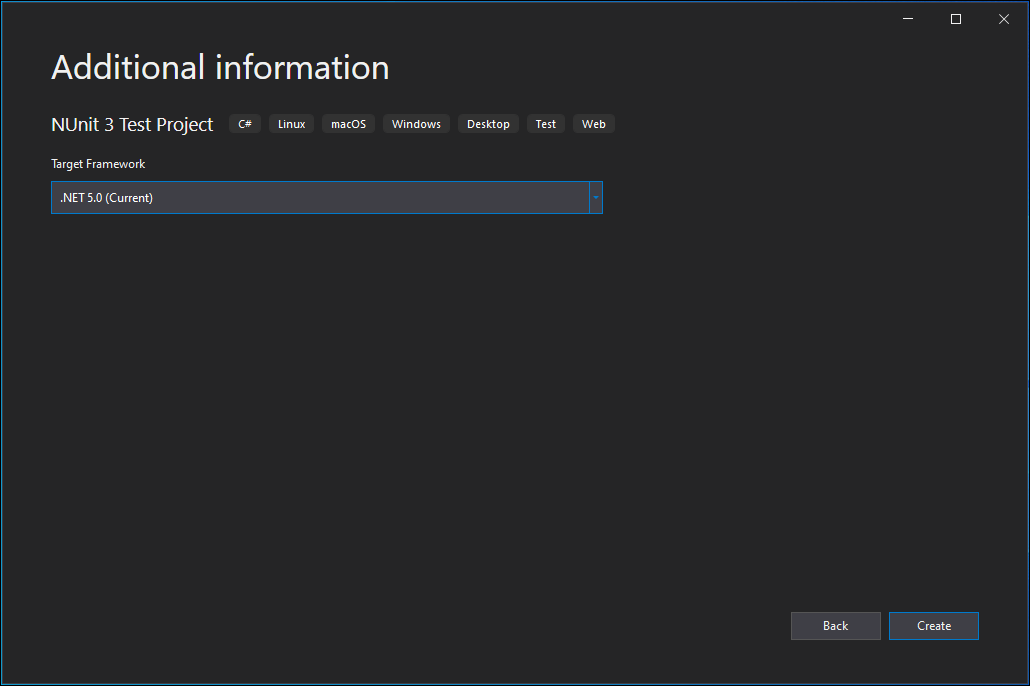 Additional information
NUnit 3 Test Project C# Linux macOS Windows Desktop Test Web
Target Framework
.NET 5.0 (Current)
Back Create